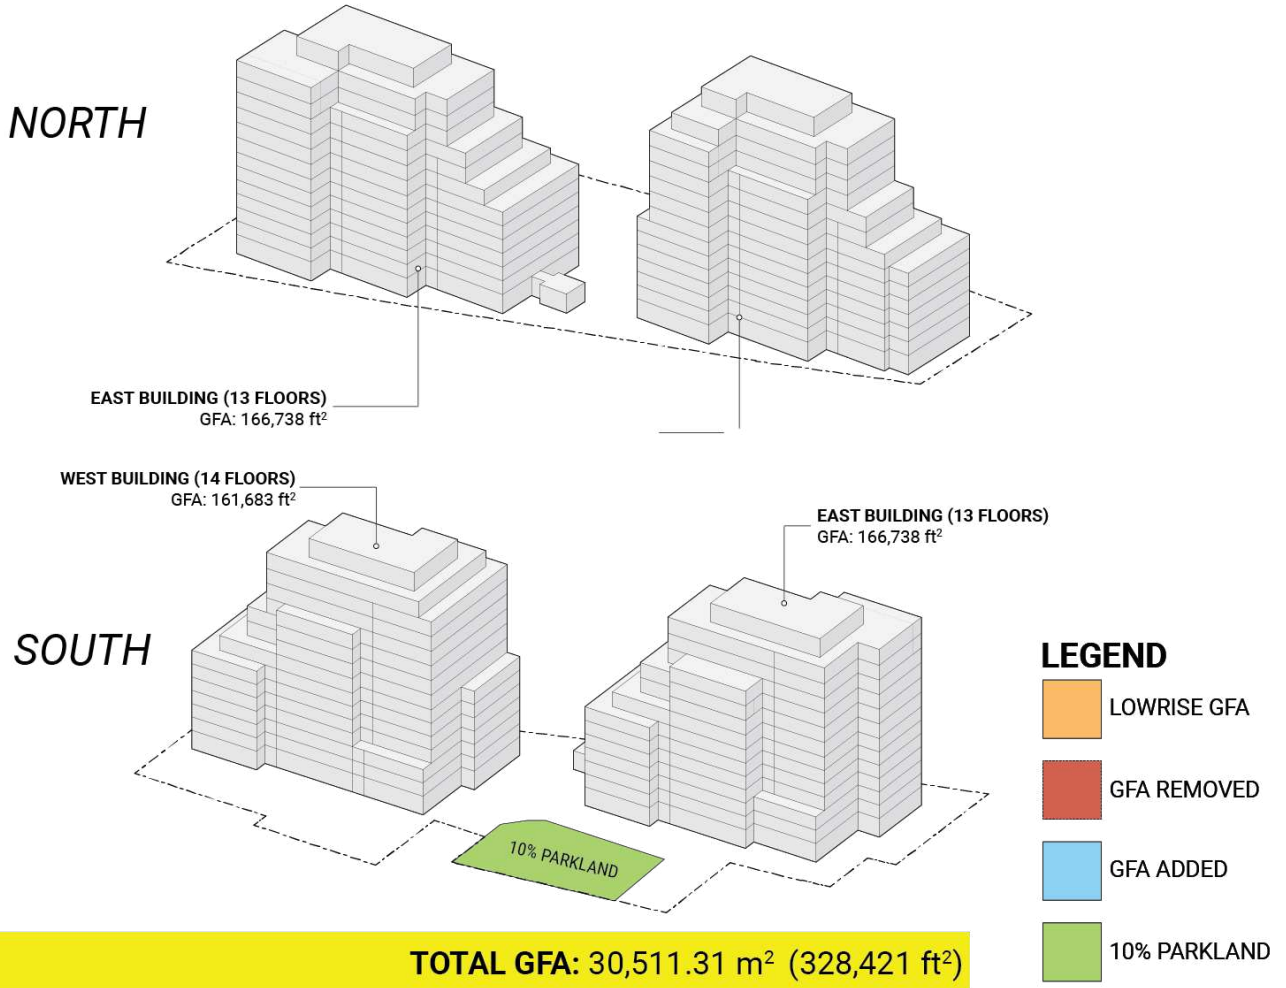 NORTH
EAST BUILDING (13 FLOORS)
GFA: 166,738 ft²
WEST BUILDING (14 FLOORS)
GFA: 161,683 ft²
EAST BUILDING (13 FLOORS)
GFA: 166,738 ft²
SOUTH
10% PARKLAND
LEGEND
LOWRISE GFA
GFA REMOVED
GFA ADDED
10% PARKLAND
TOTAL GFA: 30,511.31 m² (328,421 ft²)